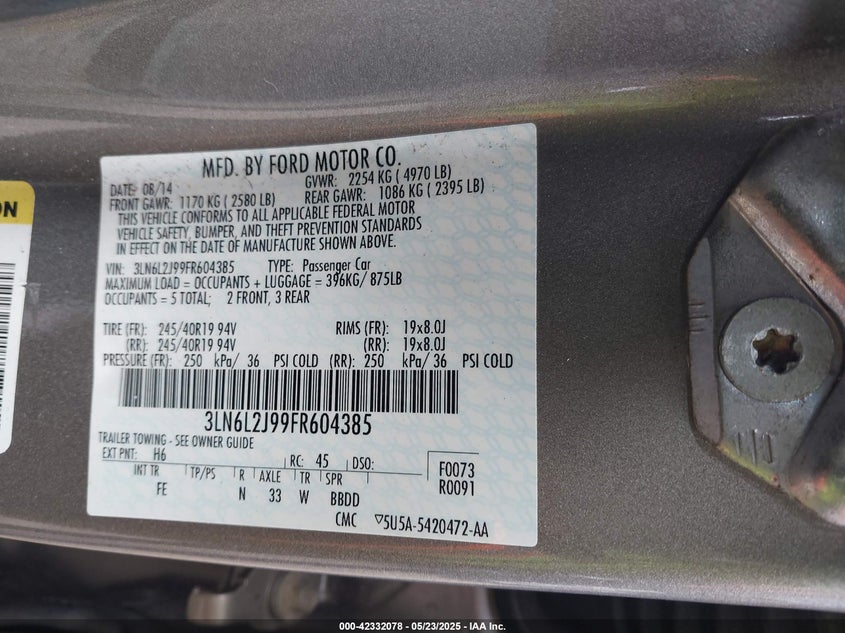 MFD. BY FORD MOTOR CO.
DATE: 08/14 GVWR: 2254 KG ( 4970 LB)
FRONT GAWR: 1170 KG ( 2580 LB) REAR GAWR: 1086 KG ( 2395 LB)
THIS VEHICLE CONFORMS TO ALL APPLICABLE FEDERAL MOTOR
VEHICLE SAFETY, BUMPER, AND THEFT PREVENTION STANDARDS
IN EFFECT ON THE DATE OF MANUFACTURE SHOWN ABOVE.
VIN: 3LN6L2J99FR604385 TYPE: Passenger Car
MAXIMUM LOAD = OCCUPANTS + LUGGAGE = 396KG/ 875LB
OCCUPANTS = 5 TOTAL; 2 FRONT, 3 REAR
TIRE (FR): 245/40R19 94V RIMS (FR): 19x8.0J
(RR): 245/40R19 94V (RR): 19x8.0J
PRESSURE (FR): 250 kPa/ 36 PSI COLD (RR): 250 kPa/ 36 PSI COLD
3LN6L2J99FR604385
TRAILER TOWING - SEE OWNER GUIDE
EXT PNT: H6 RC: 45 DSO: F0073
INT TR TP/PS R AXLE TR SPR R0091
FE N 33 W BBDD
CMC 5U5A-5420472-AA
ON
000-42332078 - 05/23/2025 - IAA Inc.